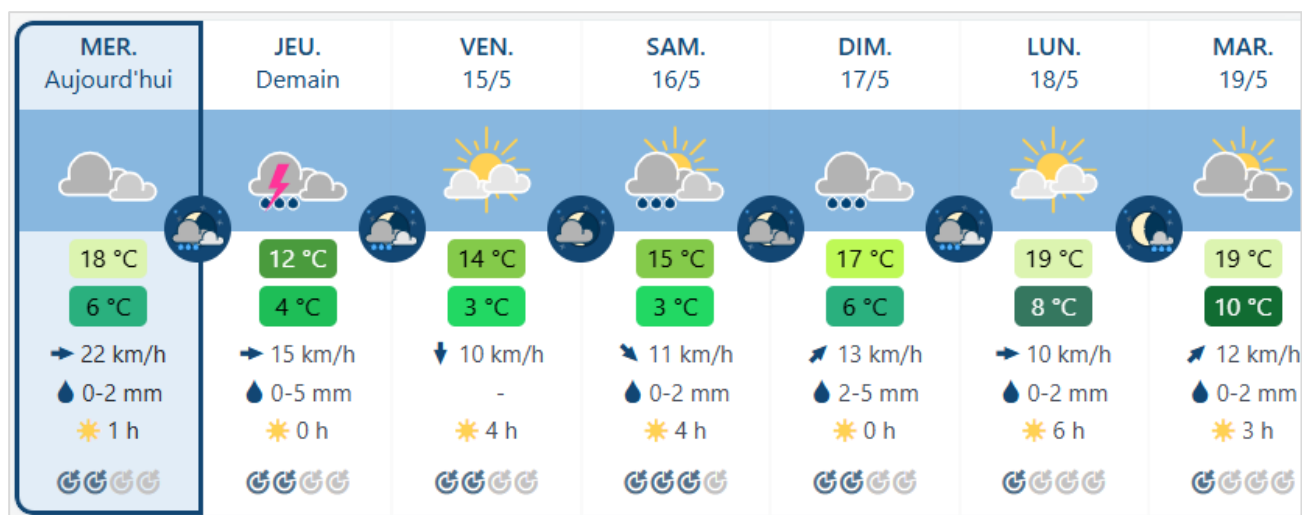 MER. JEU. VEN. SAM. DIM. LUN. MAR.
Aujourd'hui Demain 15/5 16/5 17/5 18/5 19/5
18 °C 12 °C 14 °C 15 °C 17 °C 19 °C 19 °C
6 °C 4 °C 3 °C 3 °C 6 °C 8 °C 10 °C
22 km/h 15 km/h 10 km/h 11 km/h 13 km/h 10 km/h 12 km/h
0-2 mm 0-5 mm - 0-2 mm 2-5 mm 0-2 mm 0-2 mm
1 h 0 h 4 h 4 h 0 h 6 h 3 h